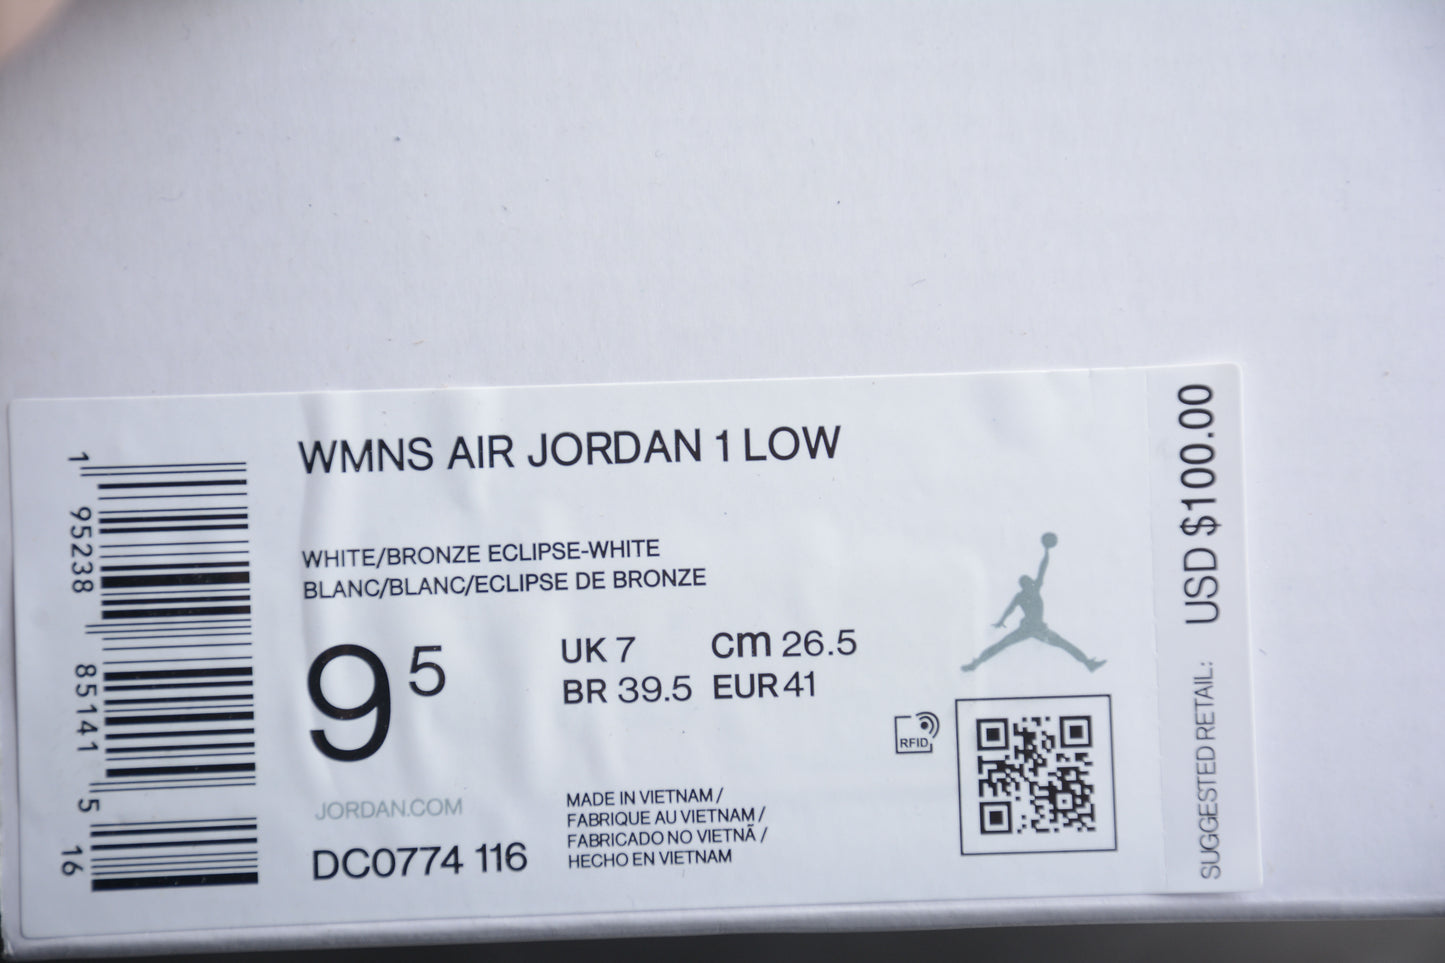 WMNS AIR JORDAN 1 LOW
WHITE/BRONZE ECLIPSE-WHITE
BLANC/BLANC/ECLIPSE DE BRONZE
9 5
UK 7 cm 26.5
BR 39.5 EUR 41
RFID
JORDAN.COM
DC0774 116
MADE IN VIETNAM /
FABRIQUE AU VIETNAM /
FABRICADO NO VIETNÃ /
HECHO EN VIETNAM
1 95238 85141 5 16
SUGGESTED RETAIL: USD $100.00